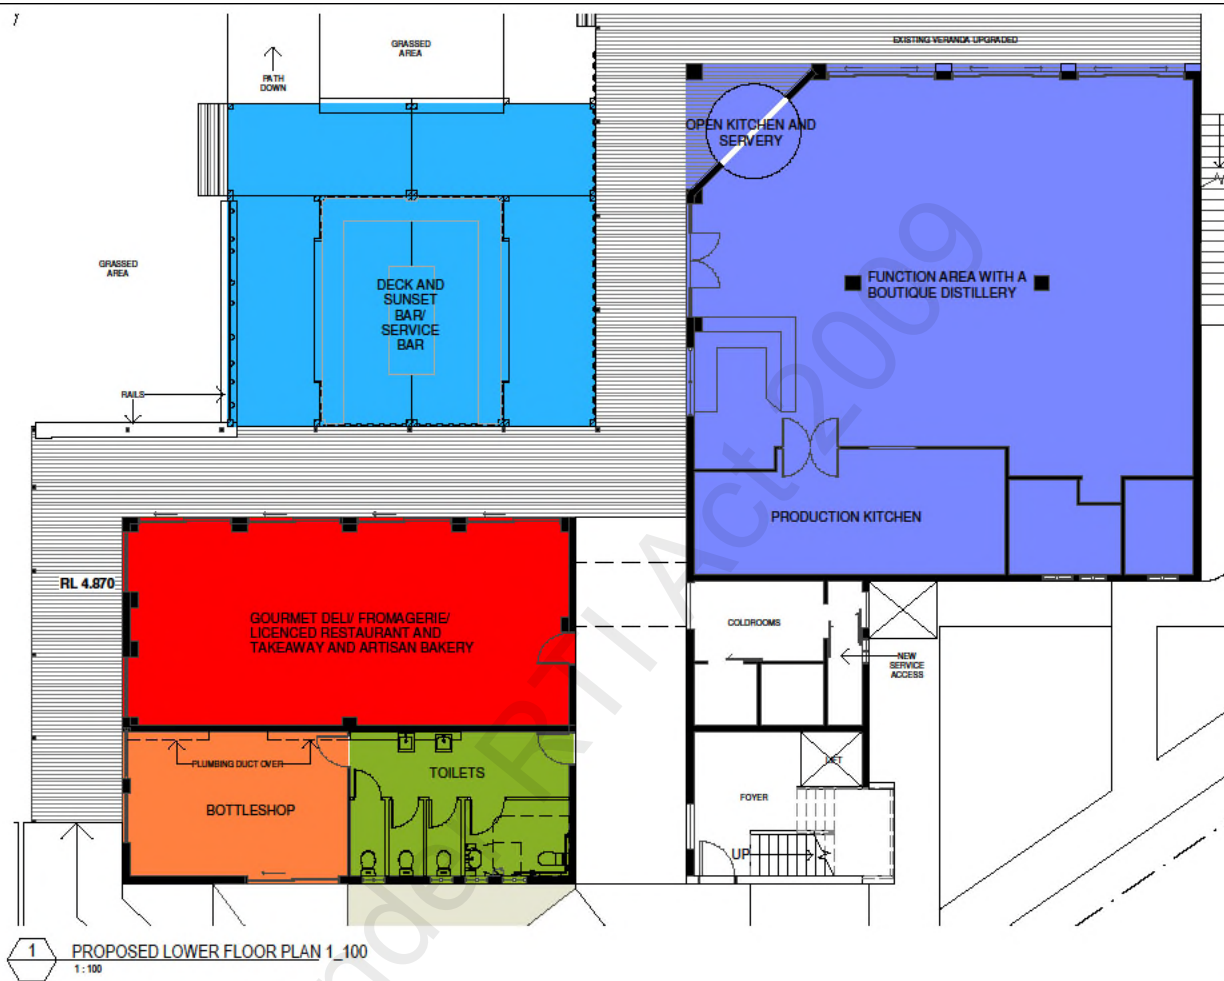 EXISTING VERANDA UPGRADED
GRASSED
AREA
PATH
DOWN
OPEN KITCHEN AND
SERVERY
GRASSED
AREA
DECK AND
SUNSET
BAR/
SERVICE
BAR
FUNCTION AREA WITH A
BOUTIQUE DISTILLERY
RAILS
PRODUCTION KITCHEN
RL 4.870
GOURMET DELI/ FROMAGERIE/
LICENCED RESTAURANT AND
TAKEAWAY AND ARTISAN BAKERY
COLDROOMS
NEW
SERVICE
ACCESS
PLUMBING DUCT OVER
TOILETS
LIFT
BOTTLESHOP
FOYER
UP
1 PROPOSED LOWER FLOOR PLAN 1_100
1 : 100
nder RTI Act 2009